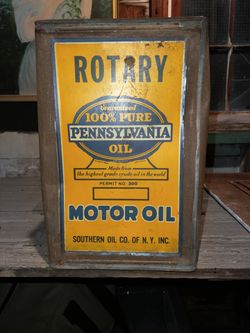 ROTARY
Guaranteed
100% PURE
PENNSYLVANIA
OIL
Made from
the highest grade crude oil in the world
PERMIT NO. 300
MOTOR OIL
SOUTHERN OIL CO. OF N.Y. INC.